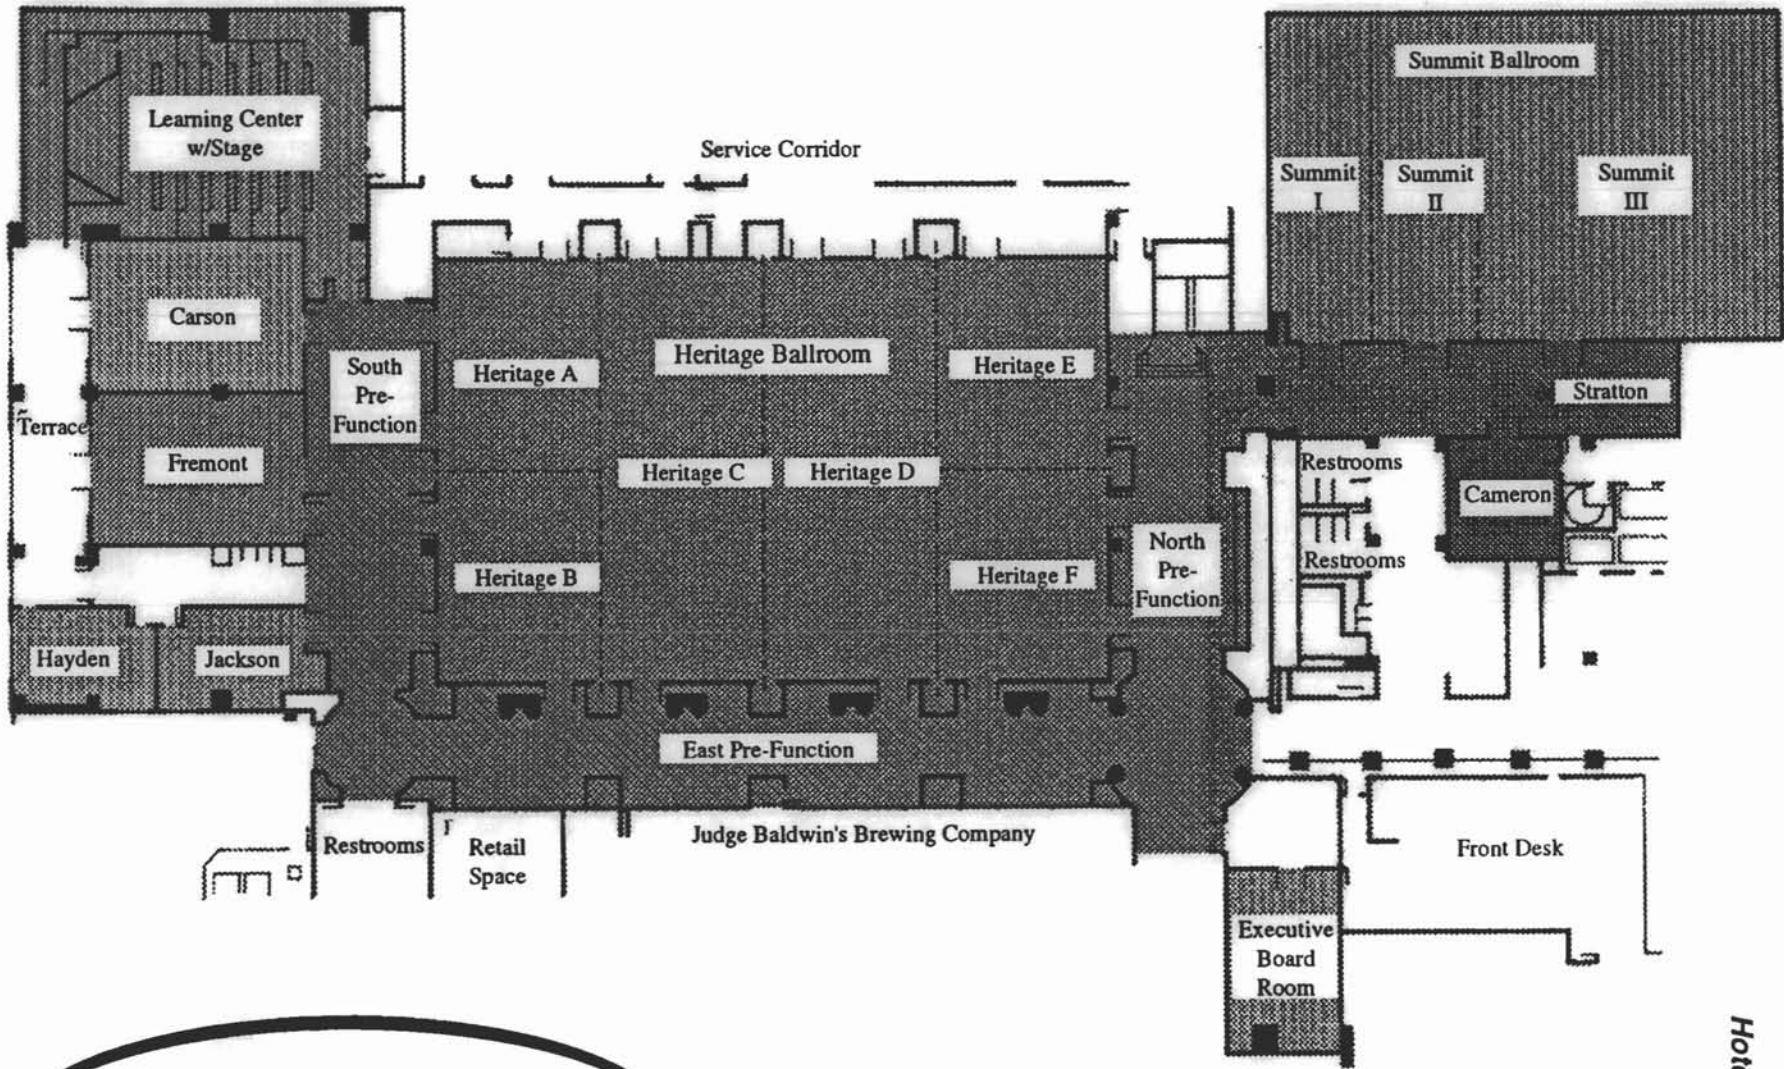 Summit Ballroom
Learning Center
w/Stage
Service Corridor
Summit
I
Summit
II
Summit
III
Carson
Heritage Ballroom
South
Pre-
Function
Heritage A
Heritage E
Stratton
Terrace
Fremont
Heritage C
Heritage D
Restrooms
Cameron
North
Pre-
Function
Heritage B
Heritage F
Restrooms
Hayden
Jackson
East Pre-Function
Restrooms
Retail
Space
Judge Baldwin's Brewing Company
Front Desk
Executive
Board
Room